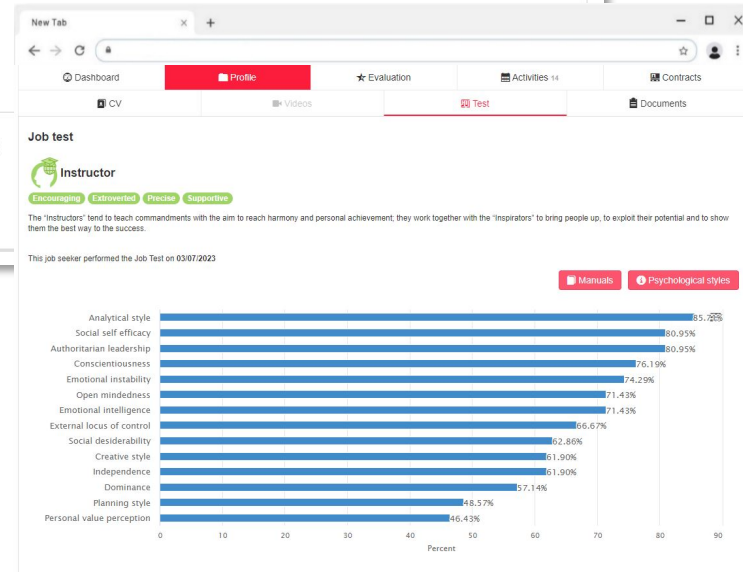 New Tab
Dashboard Profile Evaluation Activities 14 Contracts
CV Videos Test Documents
Job test
Instructor
Encouraging Extroverted Precise Supportive
The "Instructors" tend to teach commandments with the aim to reach harmony and personal achievement; they work together with the "Inspirators" to bring people up, to exploit their potential and to show
them the best way to the success.
This job seeker performed the Job Test on 03/07/2023
Manuals Psychological styles
Analytical style
Social self efficacy 80.95%
Authoritarian leadership 80.95%
Conscientiousness 76.19%
Emotional instability 74.29%
Open mindedness 71.43%
Emotional intelligence 71.43%
External locus of control 66.67%
Social desiderability 62.86%
Creative style 61.90%
Independence 61.90%
Dominance 57.14%
Planning style 48.57%
Personal value perception 46.43%
0 10 20 30 40 50 60 70 80 90
Percent